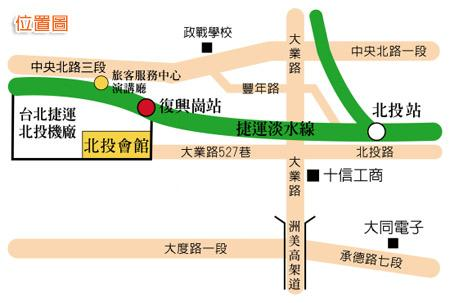 位置圖
政戰學校
大業路
中央北路一段
中央北路三段
旅客服務中心
演講廳
豐年路
復興崗站
北投站
台北捷運
北投機廠
捷運淡水線
北投會館
大業路527巷
大業路
北投路
十信工商
洲美高架道
大同電子
大度路一段
承德路七段